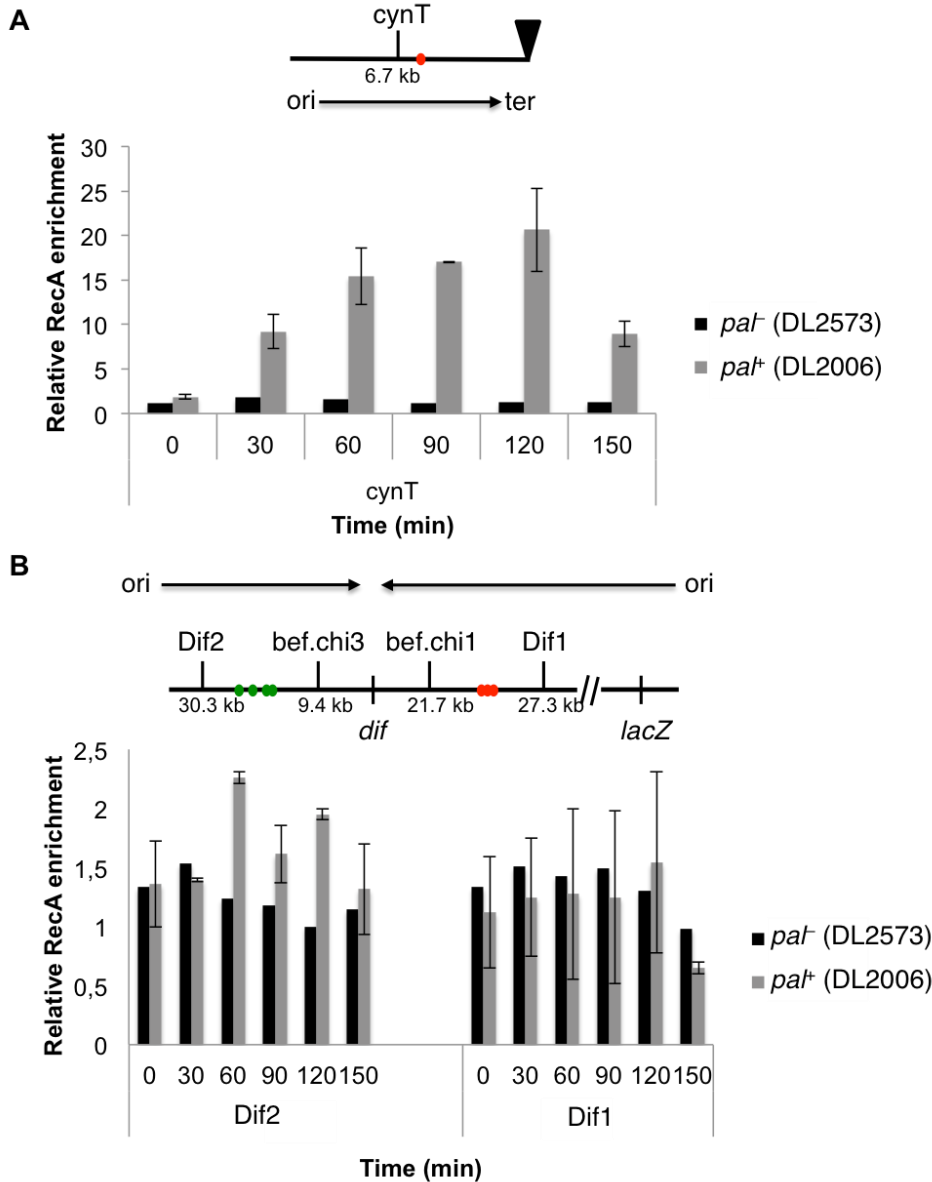 A
cynT
6.7 kb
ori ter
Relative RecA enrichment
30
25
20
15
10
5
0
0 30 60 90 120 150
cynT
Time (min)
pal– (DL2573)
pal+ (DL2006)
B
ori ori
Dif2 bef.chi3 bef.chi1 Dif1
30.3 kb 9.4 kb 21.7 kb 27.3 kb
dif lacZ
Relative RecA enrichment
2,5
2
1,5
1
0,5
0
0 30 60 90 120 150 0 30 60 90 120 150
Dif2 Dif1
Time (min)
pal– (DL2573)
pal+ (DL2006)